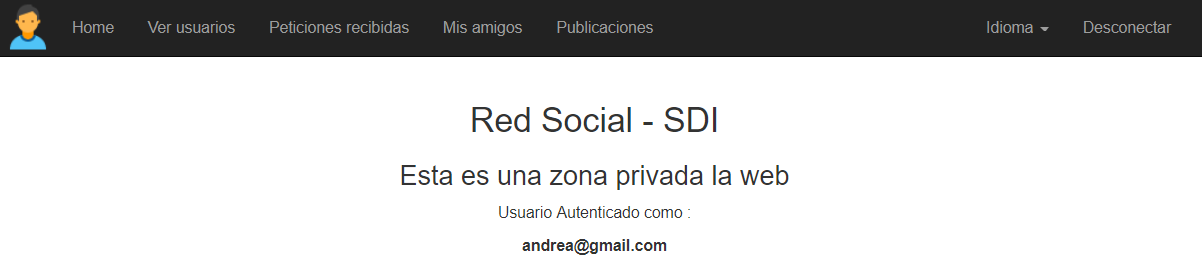 Home Ver usuarios Peticiones recibidas Mis amigos Publicaciones Idioma Desconectar
Red Social - SDI
Esta es una zona privada la web
Usuario Autenticado como :
andrea@gmail.com